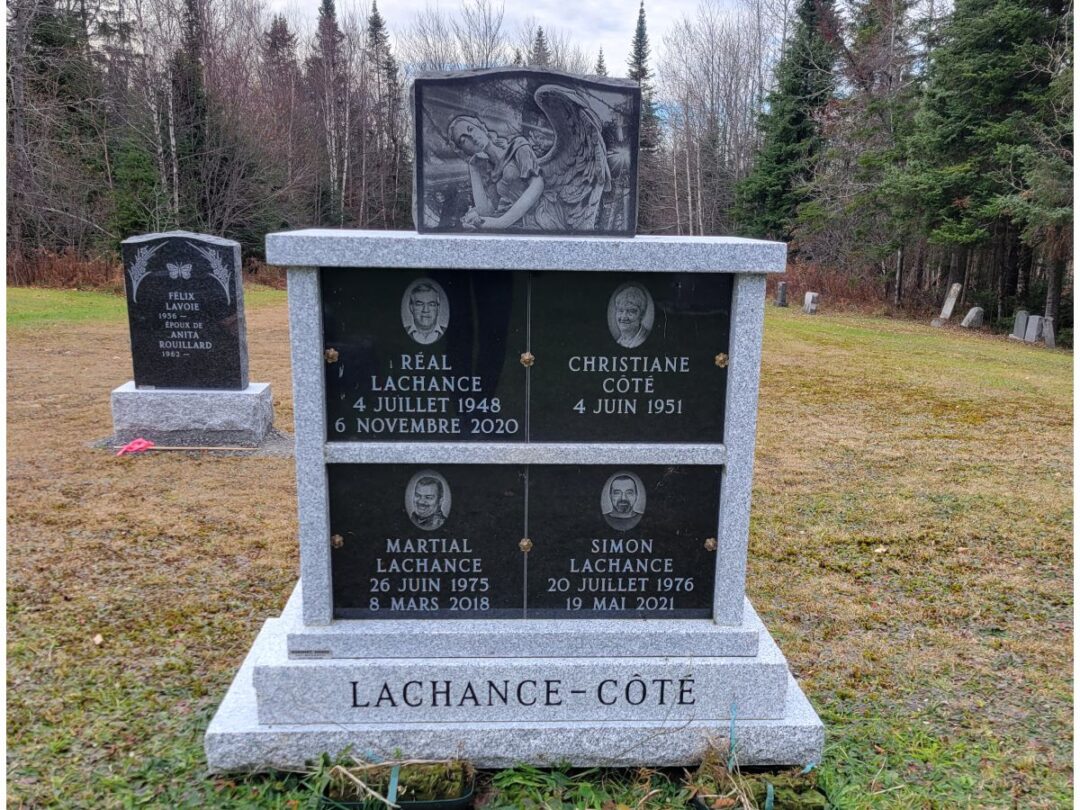 FÉLIX
LAVOIE
1956 -
ÉPOUX DE
ANITA
ROUILLARD
1962 -
RÉAL
LACHANCE
4 JUILLET 1948
6 NOVEMBRE 2020
CHRISTIANE
CÔTÉ
4 JUIN 1951
MARTIAL
LACHANCE
26 JUIN 1975
8 MARS 2018
SIMON
LACHANCE
20 JUILLET 1976
19 MAI 2021
LACHANCE-CÔTÉ